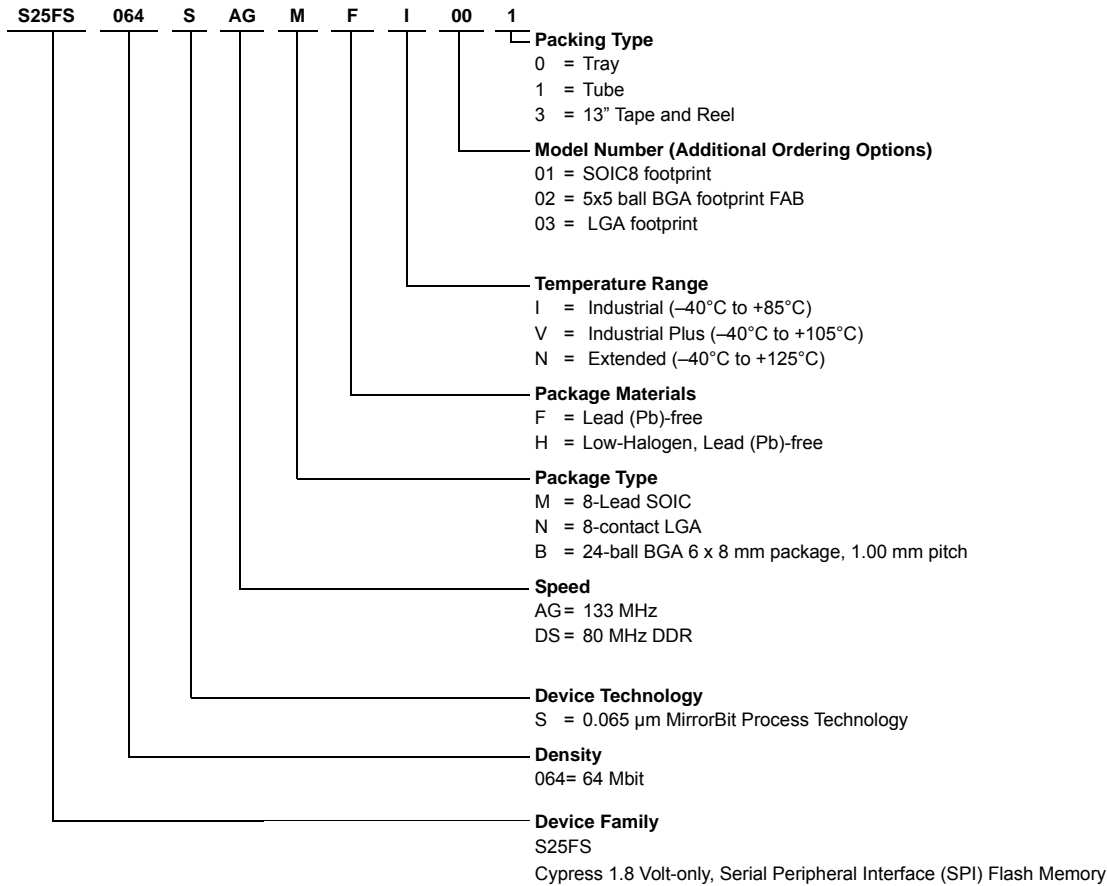 S25FS 064 S AG M F I 00 1
Packing Type
0 = Tray
1 = Tube
3 = 13” Tape and Reel
Model Number (Additional Ordering Options)
01 = SOIC8 footprint
02 = 5x5 ball BGA footprint FAB
03 = LGA footprint
Temperature Range
I = Industrial (–40°C to +85°C)
V = Industrial Plus (–40°C to +105°C)
N = Extended (–40°C to +125°C)
Package Materials
F = Lead (Pb)-free
H = Low-Halogen, Lead (Pb)-free
Package Type
M = 8-Lead SOIC
N = 8-contact LGA
B = 24-ball BGA 6 x 8 mm package, 1.00 mm pitch
Speed
AG= 133 MHz
DS = 80 MHz DDR
Device Technology
S = 0.065 µm MirrorBit Process Technology
Density
064= 64 Mbit
Device Family
S25FS
Cypress 1.8 Volt-only, Serial Peripheral Interface (SPI) Flash Memory